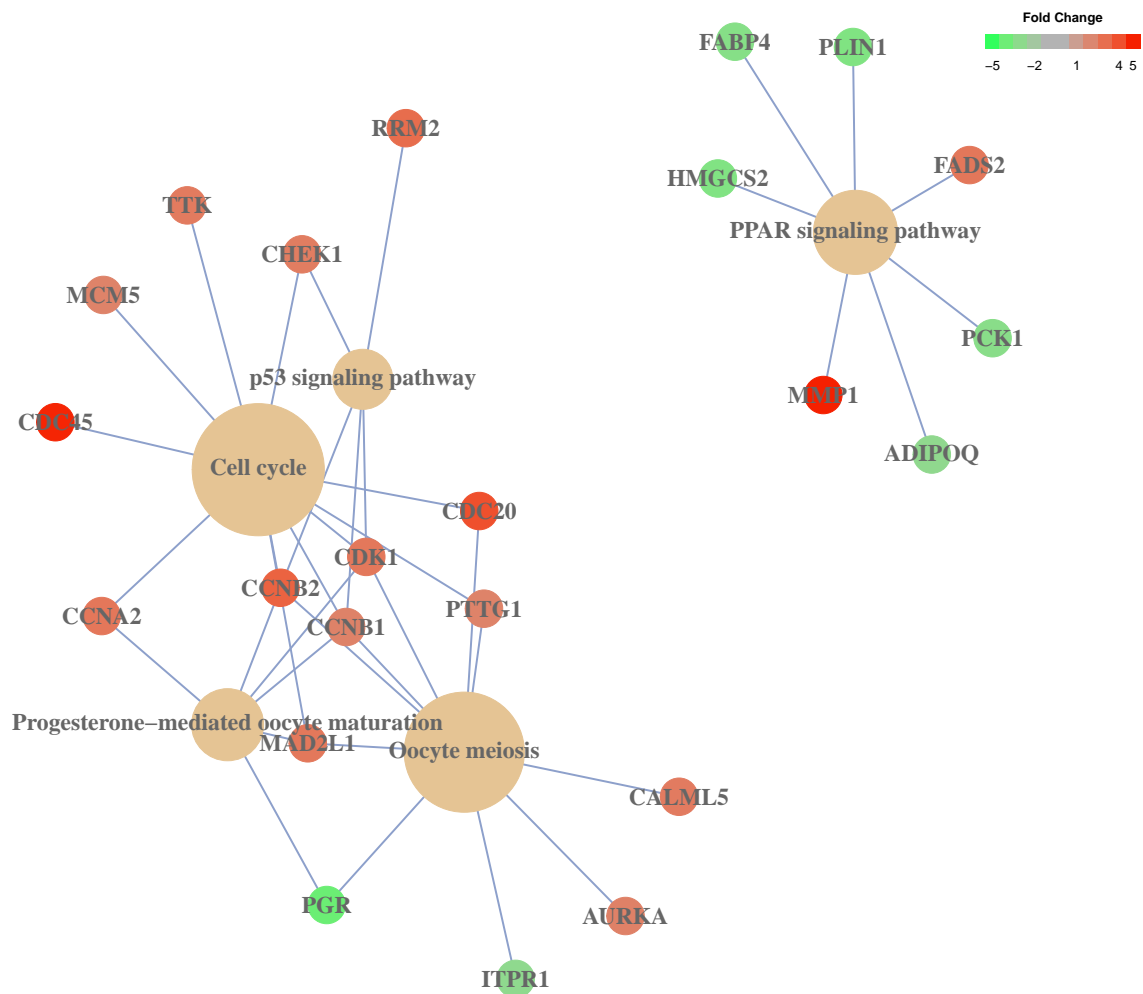 Fold Change
−5 −2 1 4 5
FABP4
PLIN1
RRM2
FADS2
HMGCS2
TTK
PPAR signaling pathway
CHEK1
MCM5
PCK1
p53 signaling pathway
MMP1
CDC45
ADIPOQ
Cell cycle
CDC20
CDK1
CCNB2
PTTG1
CCNA2
CCNB1
Progesterone−mediated oocyte maturation
MAD2L1
Oocyte meiosis
CALML5
PGR
AURKA
ITPR1